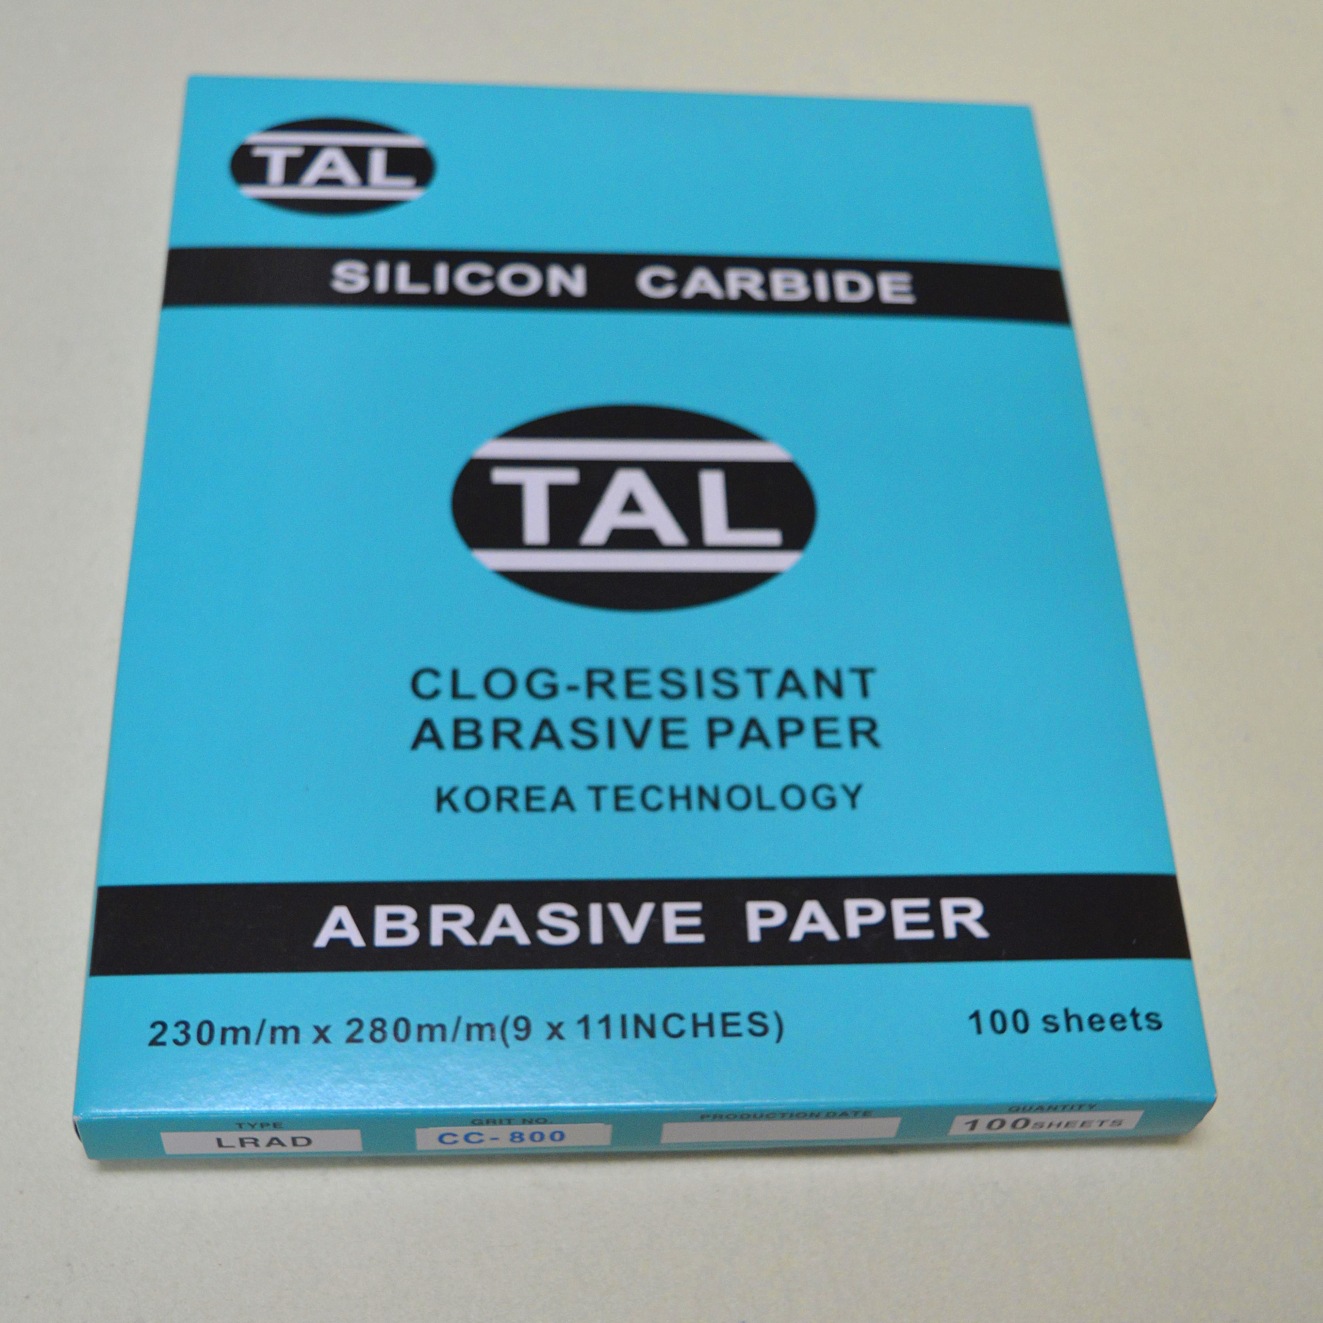 TAL
SILICON CARBIDE
TAL
CLOG-RESISTANT
ABRASIVE PAPER
KOREA TECHNOLOGY
ABRASIVE PAPER
230m/m x 280m/m(9 x 11INCHES)
100 sheets
TYPE
LRAD
GRIT NO.
CC-800
PRODUCTION DATE
QUANTITY
100SHEETS